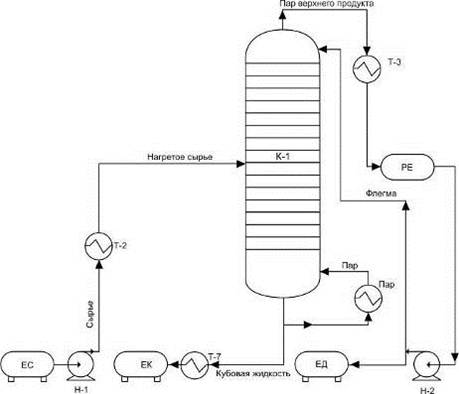 Пар верхнего продукта
Т-3
Нагретое сырье
К-1
РЕ
Флегма
Т-2
Пар
Пар
Сырье
ЕС
Н-1
ЕК
Т-7
Кубовая жидкость
ЕД
Н-2